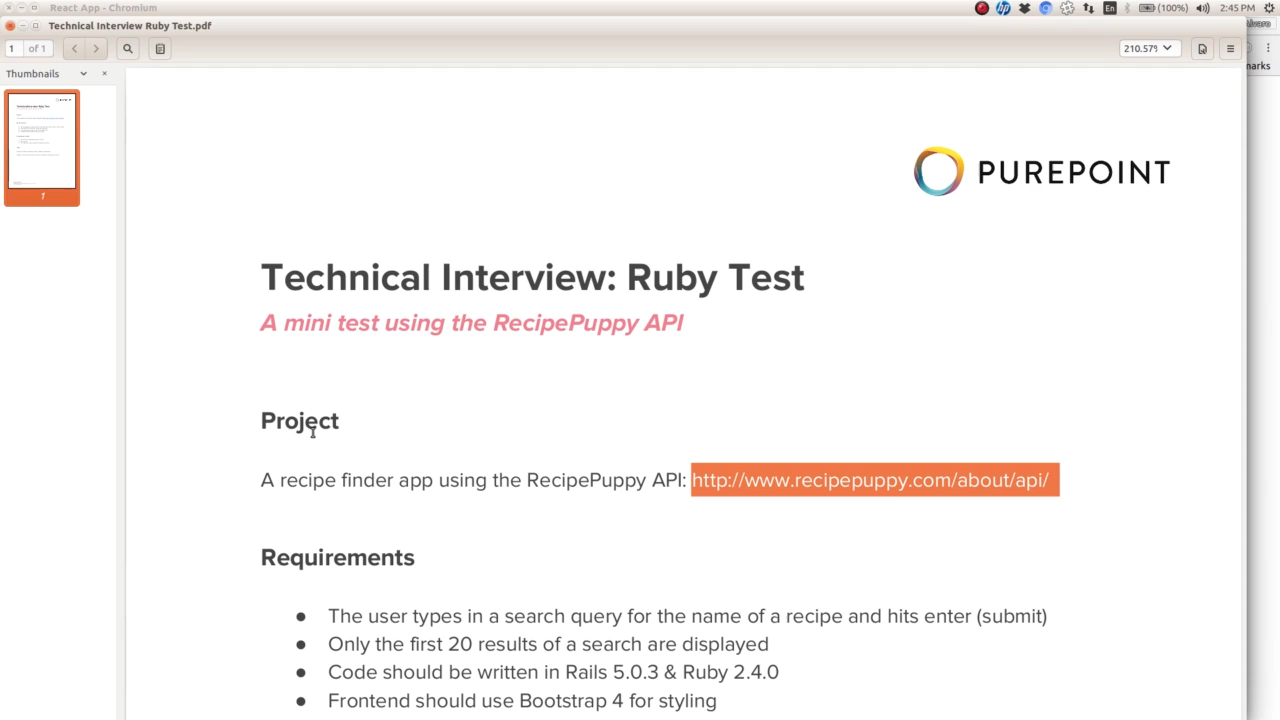 React App - Chromium
En
(100%)
2:45 PM
Technical Interview Ruby Test.pdf
1 of 1
210.57%
marks
Thumbnails
1
PUREPOINT
Technical Interview: Ruby Test
A mini test using the RecipePuppy API
Project
A recipe finder app using the RecipePuppy API: http://www.recipepuppy.com/about/api/
Requirements
● The user types in a search query for the name of a recipe and hits enter (submit)
● Only the first 20 results of a search are displayed
● Code should be written in Rails 5.0.3 & Ruby 2.4.0
● Frontend should use Bootstrap 4 for styling